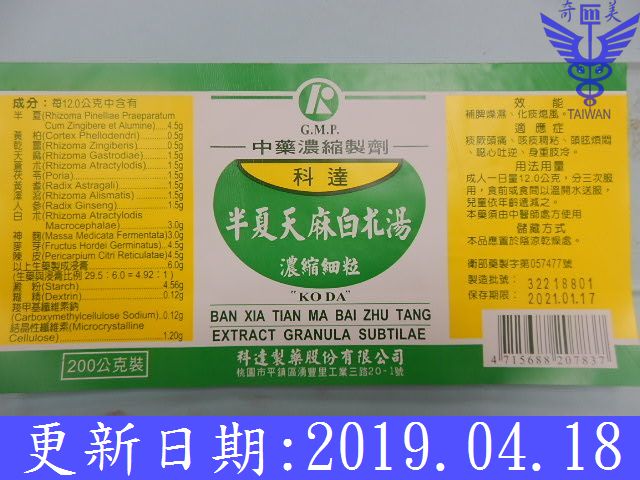 奇美
TAIWAN
成分：每12.0公克中含有
半 夏(Rhizoma Pinelliae Praeparatum
Cum Zingibere et Alumine).....4.5g
黃 柏(Cortex Phellodendri)......0.5g
乾 薑(Rhizoma Zingiberis)......0.5g
天 麻(Rhizoma Gastrodiae)......1.5g
蒼 朮(Rhizoma Atractylodis)......1.5g
茯 苓(Poria)......1.5g
黃 耆(Radix Astragali)......1.5g
澤 瀉(Rhizoma Alismatis)......1.5g
人 參(Radix Ginseng)......1.5g
白 朮(Rhizoma Atractylodis
Macrocephalae)......3.0g
神 麴(Massa Medicata Fermentata)3.0g
麥 芽(Fructus Hordei Germinatus)..4.5g
陳 皮(Pericarpium Citri Reticulatae)4.5g
以上生藥製成浸膏......6.0g
(生藥與浸膏比例29.5：6.0=4.92：1)
澱 粉(Starch)......4.56g
糊 精(Dextrin)......0.12g
羧甲基纖維素鈉
(Carboxymethylcellulose Sodium)..0.12g
結晶性纖維素(Microcrystalline
Cellulose)......1.20g
200公克裝
R
G.M.P.
中藥濃縮製劑
科達
半夏天麻白朮湯
濃縮細粒
"KO DA"
BAN XIA TIAN MA BAI ZHU TANG
EXTRACT GRANULA SUBTILAE
科達製藥股份有限公司
桃園市平鎮區湧豐里工業三路20-1號
效能
補脾燥濕、化痰熄風。
適應症
痰厥頭痛、咳痰稠粘、頭眩煩悶
、噁心吐逆、身重肢冷。
用法用量
成人一日量12.0公克，分三次服
用，食前或食間以溫開水送服，
兒童依年齡遞減之。
本藥須由中醫師處方使用
儲藏方式
本品應置於陰涼乾燥處。
衛部藥製字第057477號
製造批號：32218801
保存期限：2021.01.17
4 715688 207837
更新日期:2019.04.18